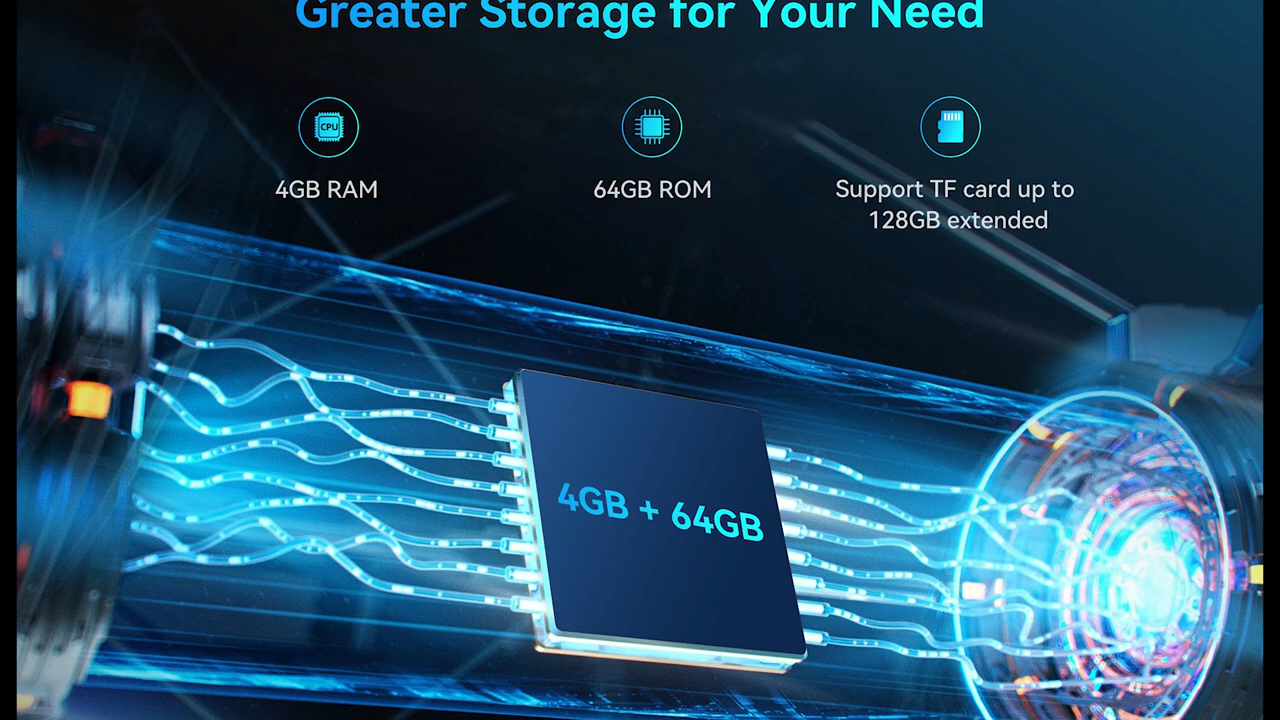 Greater Storage for Your Need
CPU
4GB RAM
64GB ROM
Support TF card up to
128GB extended
4GB + 64GB